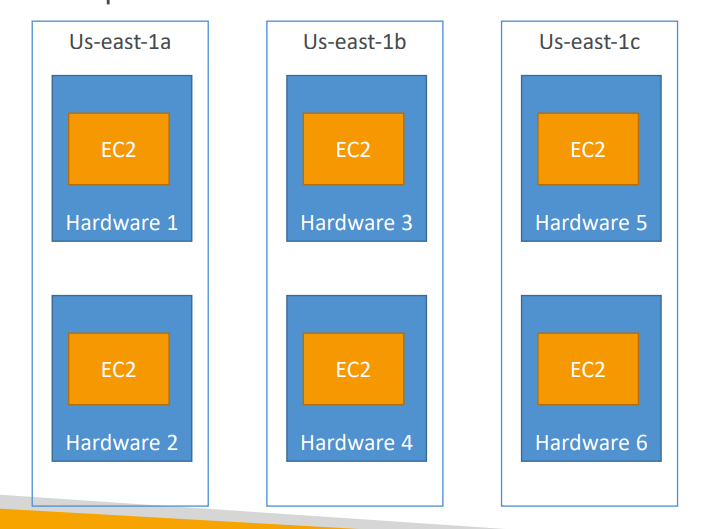 Us-east-1a
EC2
Hardware 1
EC2
Hardware 2
Us-east-1b
EC2
Hardware 3
EC2
Hardware 4
Us-east-1c
EC2
Hardware 5
EC2
Hardware 6